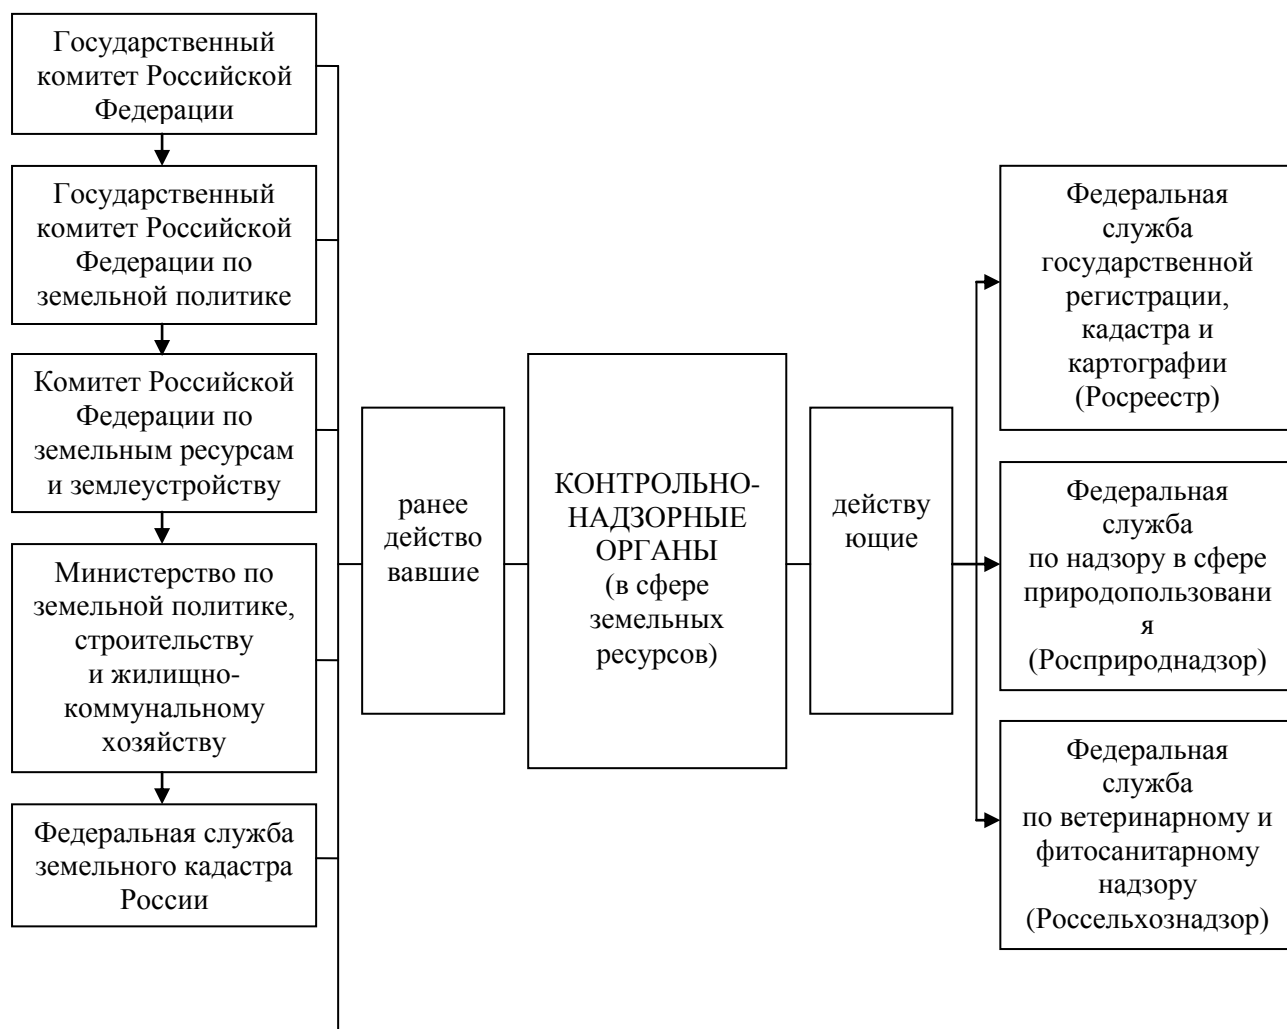 Государственный
комитет Российской
Федерации
Государственный
комитет Российской
Федерации по
земельной политике
Комитет Российской
Федерации по
земельным ресурсам
и землеустройству
Министерство по
земельной политике,
строительству
и жилищно-
коммунальному
хозяйству
Федеральная служба
земельного кадастра
России
ранее
действо
вавшие
КОНТРОЛЬНО-
НАДЗОРНЫЕ
ОРГАНЫ
(в сфере
земельных
ресурсов)
действу
ющие
Федеральная
служба
государственной
регистрации,
кадастра и
картографии
(Росреестр)
Федеральная
служба
по надзору в сфере
природопользовани
я
(Росприроднадзор)
Федеральная
служба
по ветеринарному и
фитосанитарному
надзору
(Россельхознадзор)